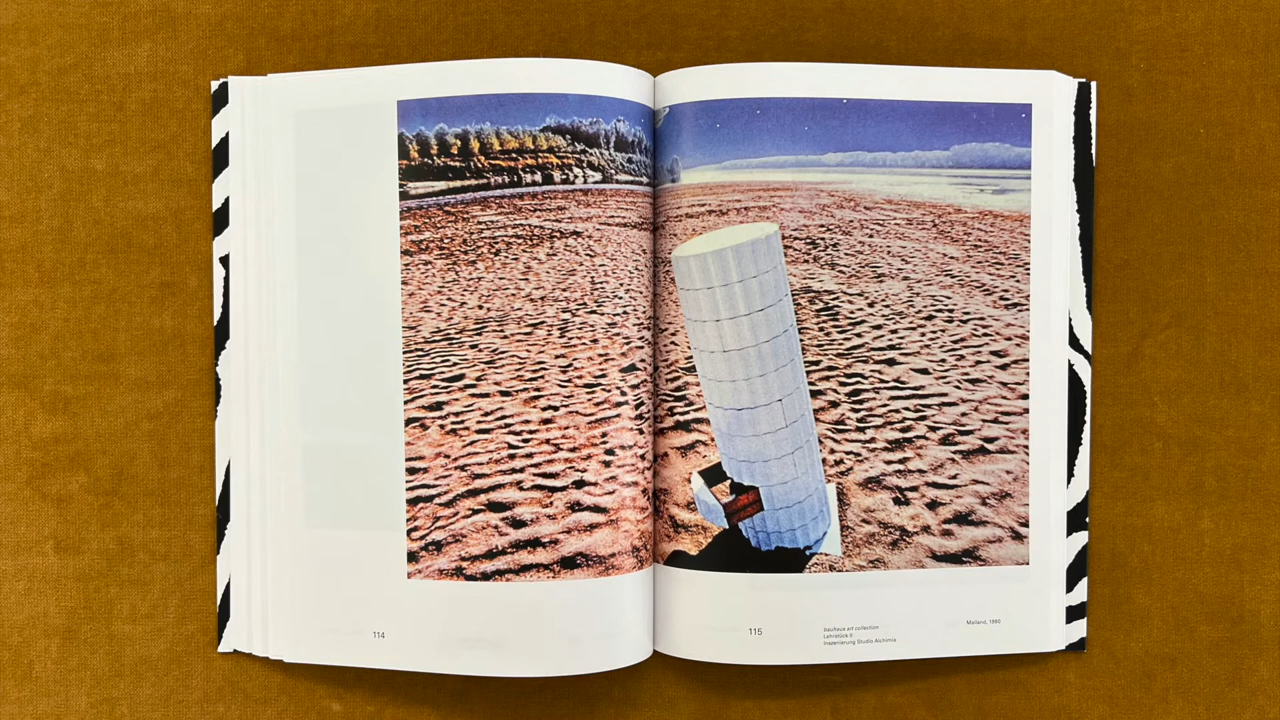 114
115
bauhaus art collection
Lehrstück II
Inszenierung Studio Alchimia
Mailand, 1980